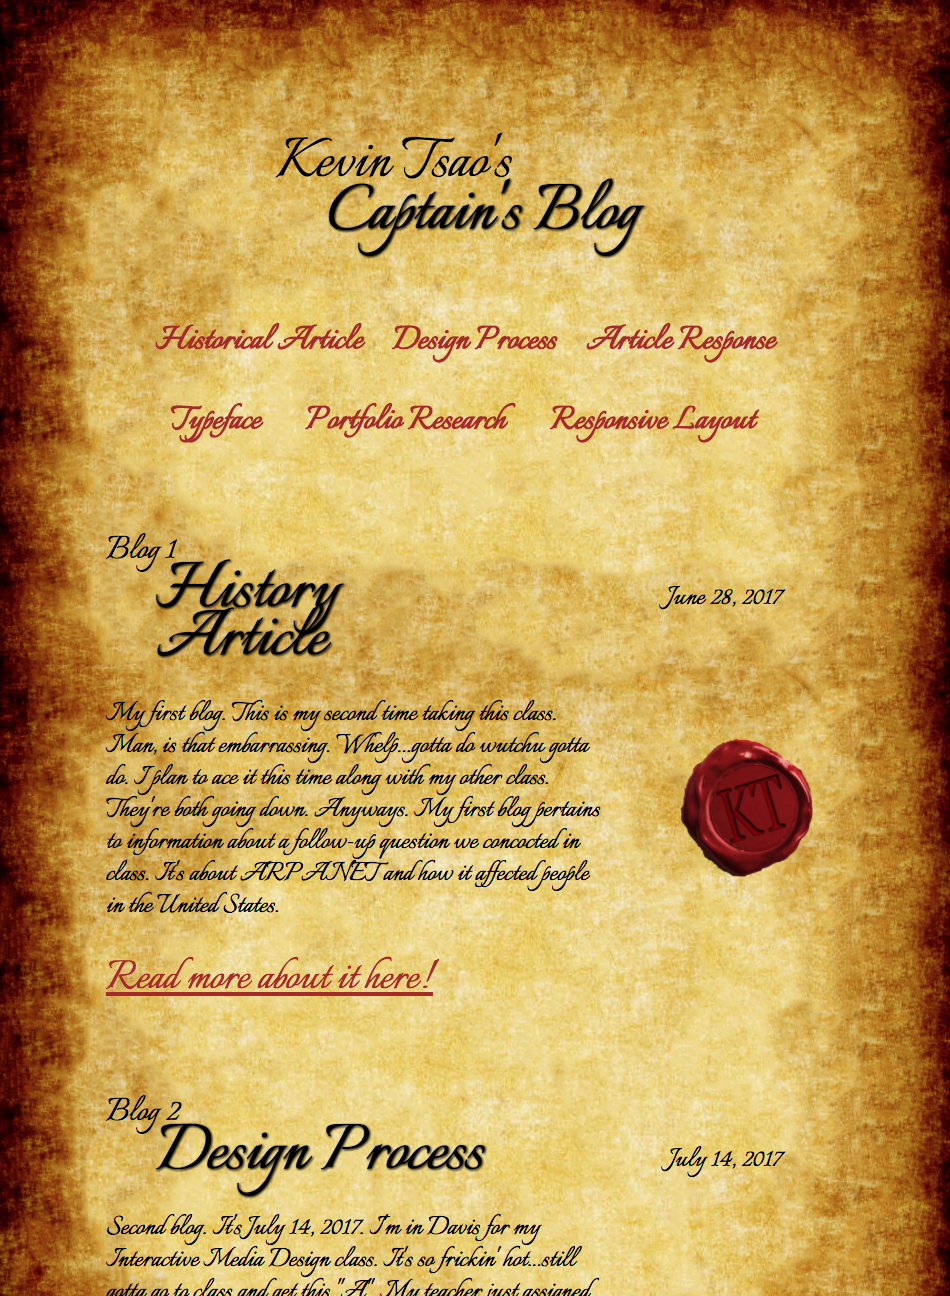 Kevin Tsao's
Captain's Blog
Historical Article Design Process Article Response
Typeface Portfolio Research Responsive Layout
Blog 1
History
Article
June 28, 2017
My first blog. This is my second time taking this class.
Man, is that embarrassing. Whelp...gotta do wutchu gotta
do. I plan to ace it this time along with my other class.
They're both going down. Anyways. My first blog pertains
to information about a follow-up question we concocted in
class. It's about ARPANET and how it affected people
in the United States.
KT
Read more about it here!
Blog 2
Design Process
July 14, 2017
Second blog. It's July 14, 2017. I'm in Davis for my
Interactive Media Design class. It's so frickin' hot...still
gotta go to class and get this "A". My teacher just assigned